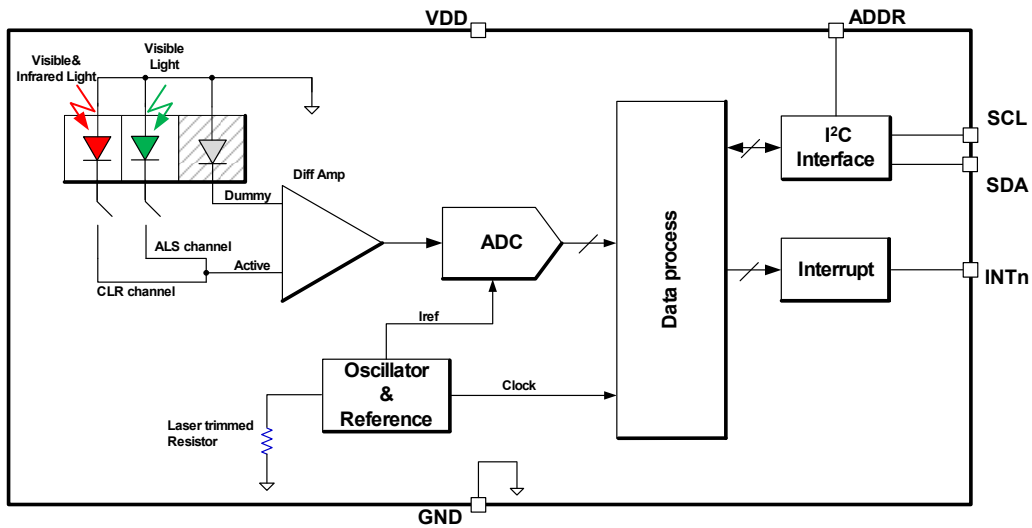 VDD
ADDR
Visible&
Infrared Light
Visible
Light
SCL
I²C
Interface
SDA
Diff Amp
Dummy
ADC
Data process
ALS channel
Active
CLR channel
Interrupt
INTn
Iref
Oscillator
&
Reference
Clock
Laser trimmed
Resistor
GND